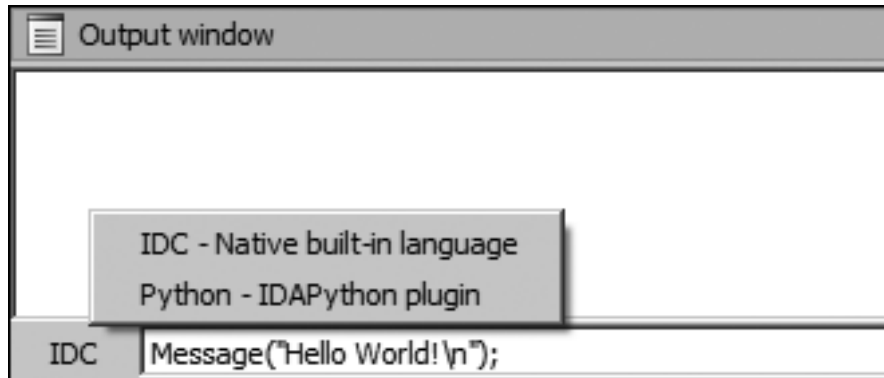 Output window
IDC - Native built-in language
Python - IDAPython plugin
IDC
Message("Hello World!\n");